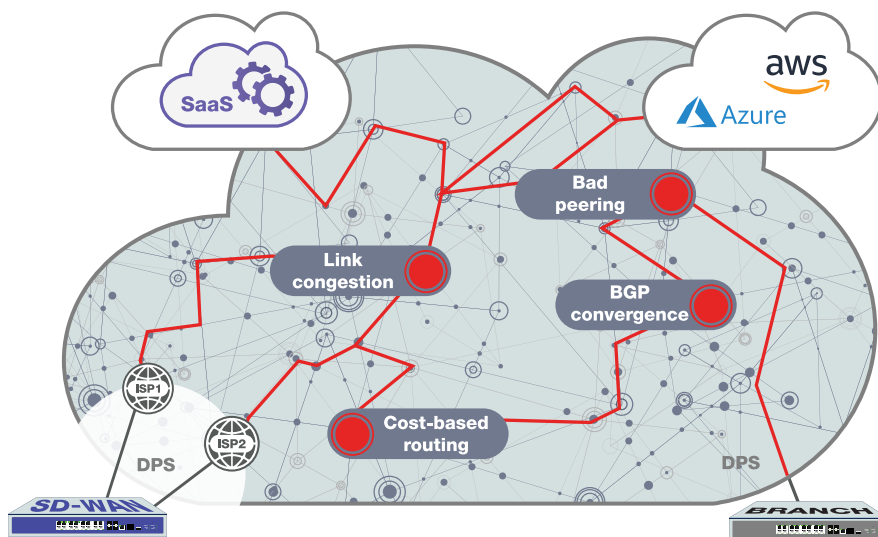 SaaS
aws
Azure
Bad
peering
Link
congestion
BGP
convergence
ISP1
Cost-based
routing
ISP2
DPS
DPS
SD-WAN
BRANCH